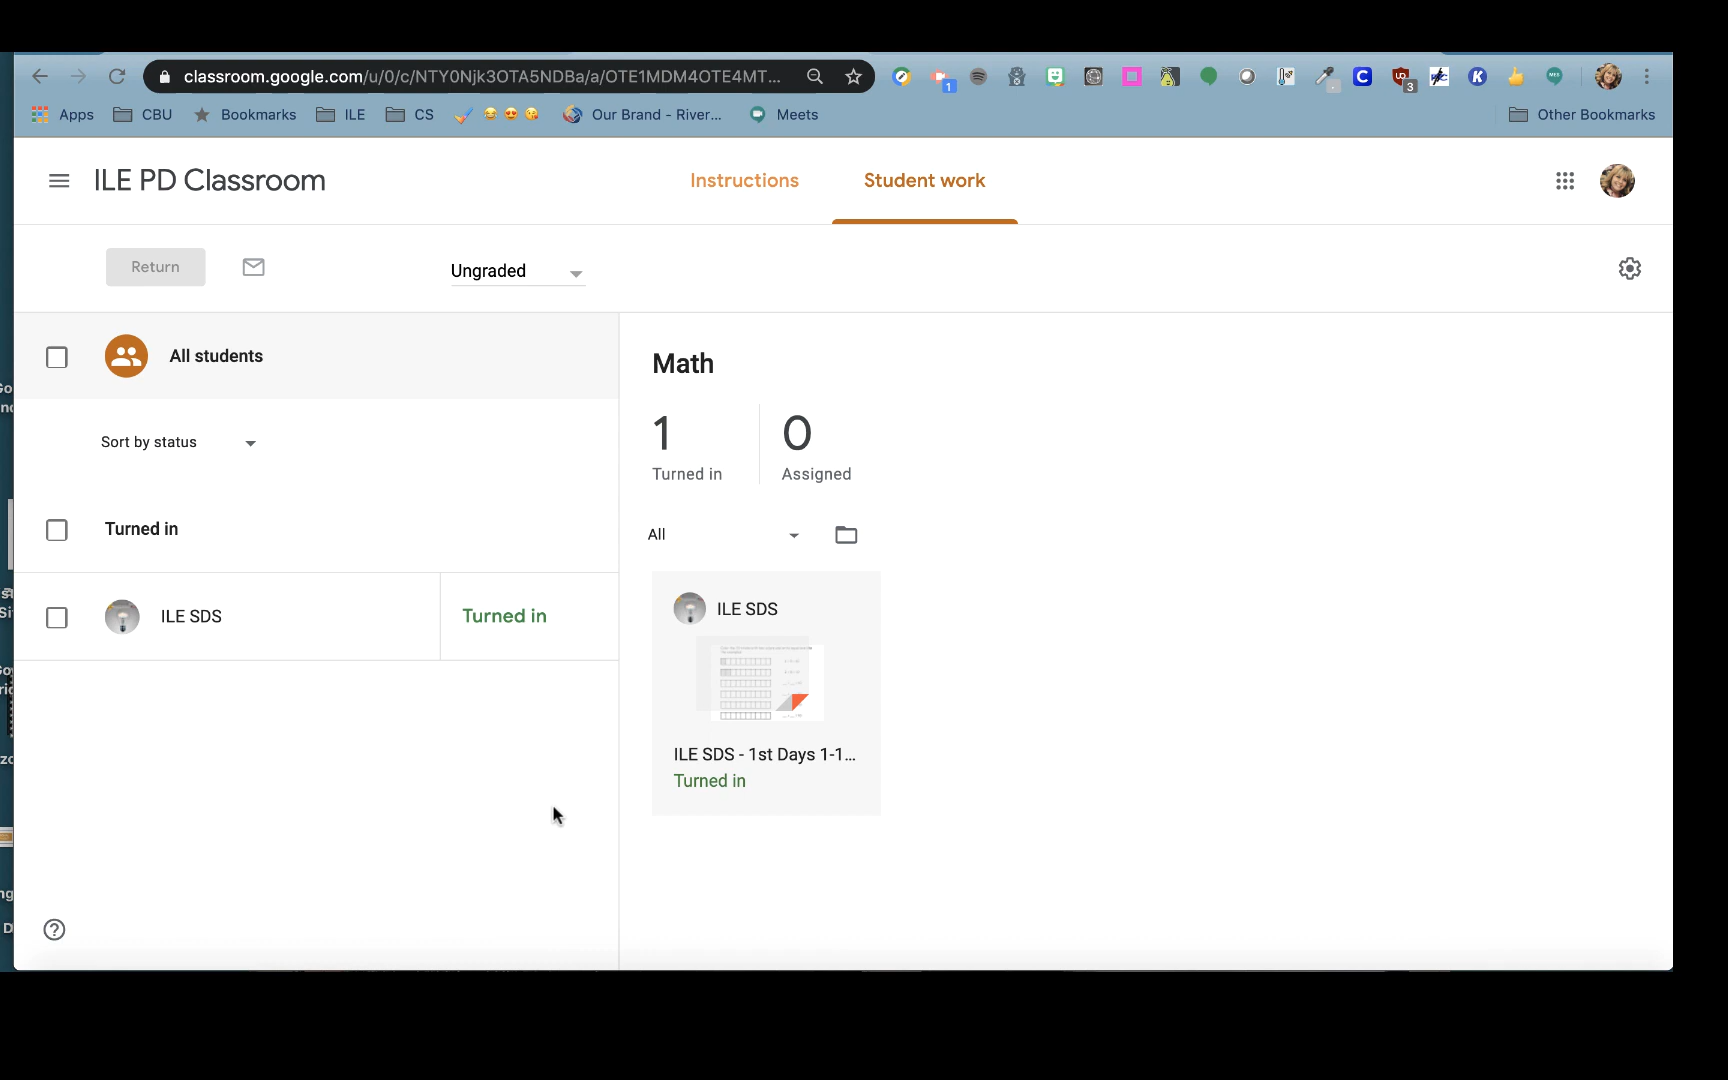 classroom.google.com/u/0/c/NTY0Njk3OTA5NDBa/a/OTE1MDM4OTE4MT...
1
3
Apps
CBU
Bookmarks
ILE
CS
Our Brand - River...
Meets
Other Bookmarks
ILE PD Classroom
Instructions
Student work
Return
Ungraded
All students
Sort by status
Turned in
ILE SDS
Turned in
Math
1
0
Turned in
Assigned
All
ILE SDS
ILE SDS - 1st Days 1-1...
Turned in